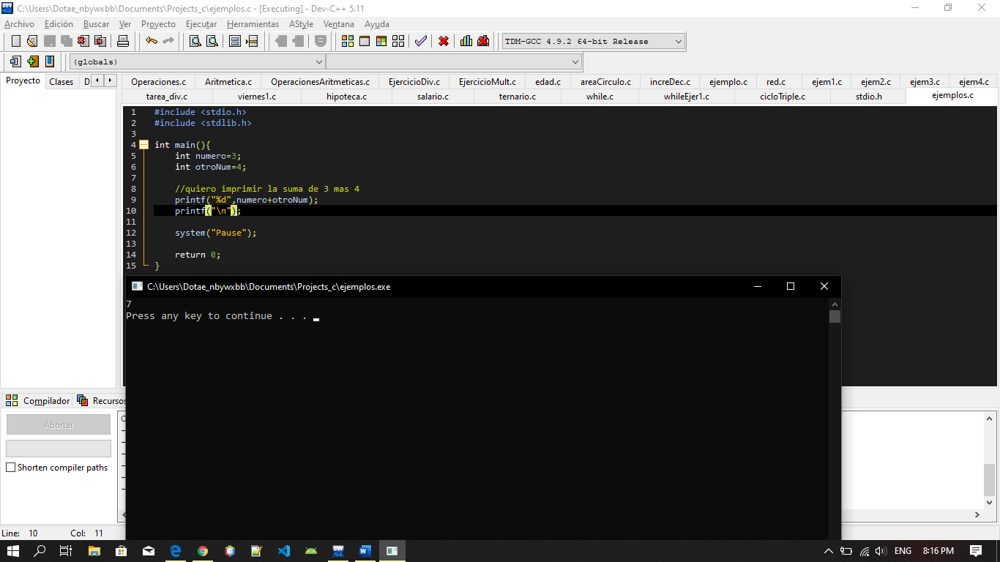 C:\Users\Dotae_nbywxbb\Documents\Projects_c\ejemplos.c - [Executing] - Dev-C++ 5.11
Archivo Edición Buscar Ver Proyecto Ejecutar Herramientas AStyle Ventana Ayuda
TDM-GCC 4.9.2 64-bit Release
(globals)
Proyecto Clases D
Operaciones.c Aritmetica.c OperacionesAritmeticas.c EjercicioDiv.c EjercicioMult.c edad.c areaCirculo.c increDec.c ejemplo.c red.c ejem1.c ejem2.c ejem3.c ejem4.c
tarea_div.c viernes1.c hipoteca.c salario.c ternario.c while.c whileEjer1.c cicloTriple.c stdio.h ejemplos.c
1 #include <stdio.h>
2 #include <stdlib.h>
3
4 int main(){
5 int numero=3;
6 int otroNum=4;
7
8 //quiero imprimir la suma de 3 mas 4
9 printf("%d",numero+otroNum);
10 printf("\n");
11
12 system("Pause");
13
14 return 0;
15 }
C:\Users\Dotae_nbywxbb\Documents\Projects_c\ejemplos.exe
7
Press any key to continue . . .
Compilador Recursos
Abortar
Shorten compiler paths
Line: 10 Col: 11
ENG 8:16 PM